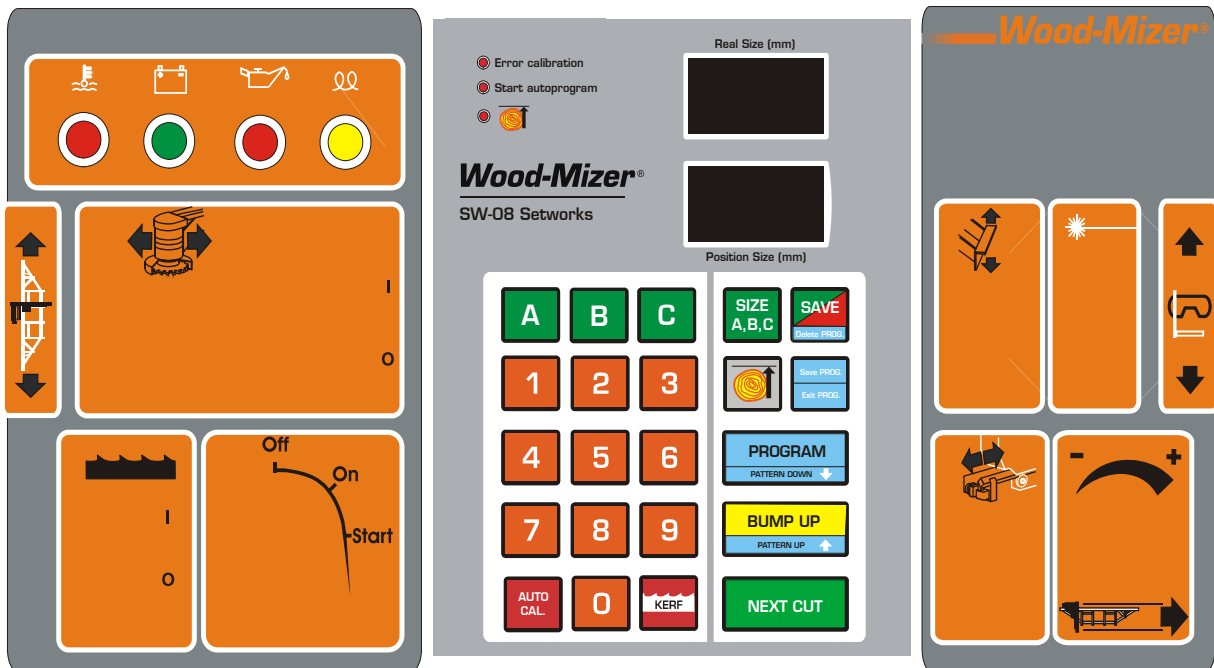 I
O
I
O
Off
On
Start
Error calibration
Start autoprogram
Wood-Mizer®
SW-08 Setworks
Real Size (mm)
Position Size (mm)
A B C
1 2 3
4 5 6
7 8 9
AUTO
CAL.
0
KERF
SIZE
A,B,C
SAVE
Delete PROG.
Save PROG.
Exit PROG.
PROGRAM
PATTERN DOWN
BUMP UP
PATTERN UP
NEXT CUT
Wood-Mizer®
- +